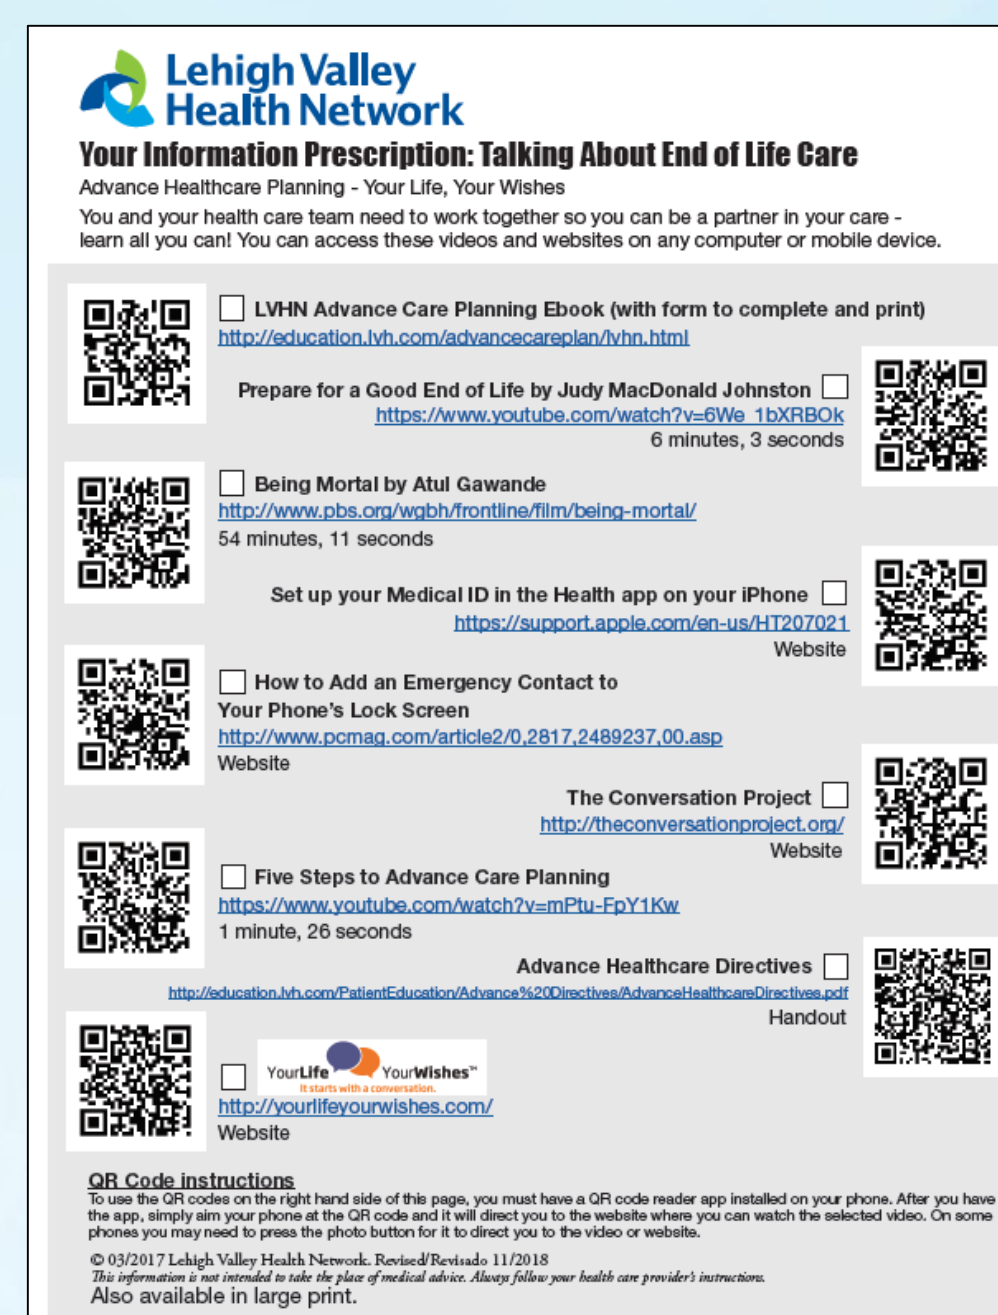 Lehigh Valley
Health Network
Your Information Prescription: Talking About End of Life Care
Advance Healthcare Planning - Your Life, Your Wishes
You and your health care team need to work together so you can be a partner in your care -
learn all you can! You can access these videos and websites on any computer or mobile device.
LVHN Advance Care Planning Ebook (with form to complete and print)
http://education.lvh.com/advancecareplan/lvhn.html
Prepare for a Good End of Life by Judy MacDonald Johnston
https://www.youtube.com/watch?v=6We_1bXRBOk
6 minutes, 3 seconds
Being Mortal by Atul Gawande
http://www.pbs.org/wgbh/frontline/film/being-mortal/
54 minutes, 11 seconds
Set up your Medical ID in the Health app on your iPhone
https://support.apple.com/en-us/HT207021
Website
How to Add an Emergency Contact to
Your Phone's Lock Screen
http://www.pcmag.com/article2/0,2817,2489237,00.asp
Website
The Conversation Project
http://theconversationproject.org/
Website
Five Steps to Advance Care Planning
https://www.youtube.com/watch?v=mPtu-FpY1Kw
1 minute, 26 seconds
Advance Healthcare Directives
http://education.lvh.com/PatientEducation/Advance%20Directives/AdvanceHealthcareDirectives.pdf
Handout
YourLife YourWishes™
It starts with a conversation.
http://yourlifeyourwishes.com/
Website
QR Code instructions
To use the QR codes on the right hand side of this page, you must have a QR code reader app installed on your phone. After you have
the app, simply aim your phone at the QR code and it will direct you to the website where you can watch the selected video. On some
phones you may need to press the photo button for it to direct you to the video or website.
© 03/2017 Lehigh Valley Health Network. Revised/Revisado 11/2018
This information is not intended to take the place of medical advice. Always follow your health care provider's instructions.
Also available in large print.